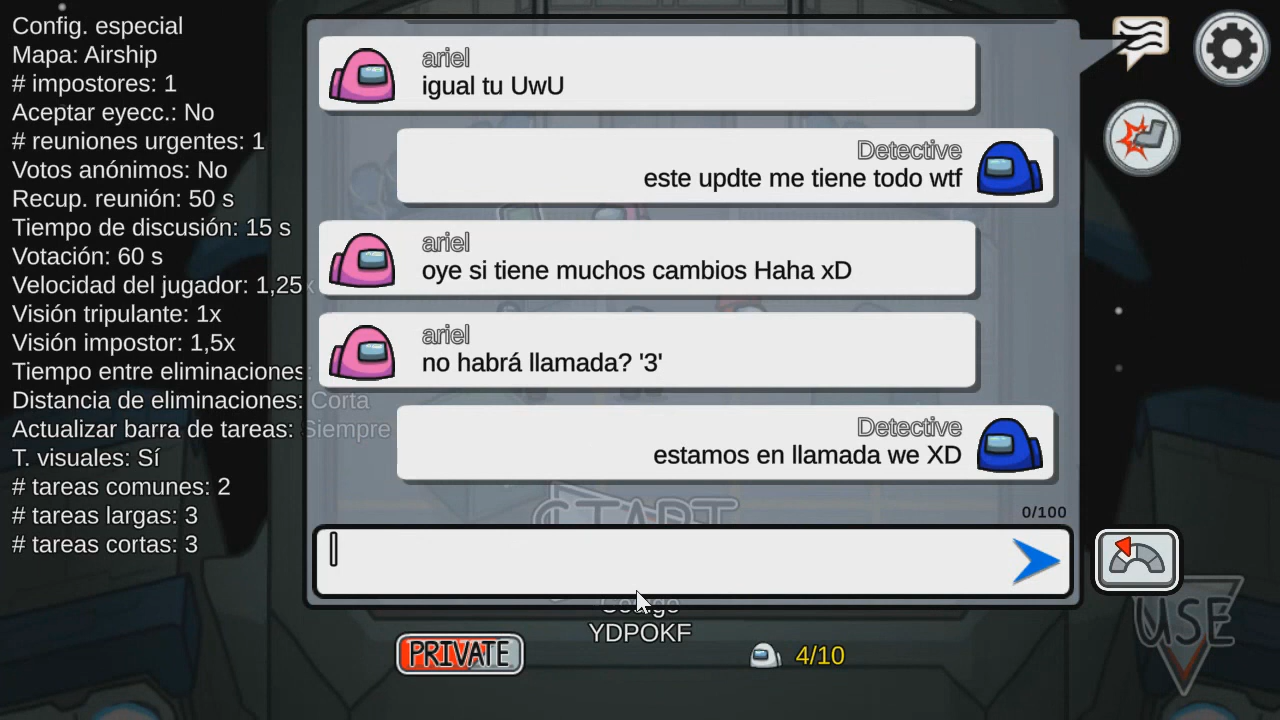 Config. especial
Mapa: Airship
# impostores: 1
Aceptar eyecc.: No
# reuniones urgentes: 1
Votos anónimos: No
Recup. reunión: 50 s
Tiempo de discusión: 15 s
Votación: 60 s
Velocidad del jugador: 1,25x
Visión tripulante: 1x
Visión impostor: 1,5x
Tiempo entre eliminaciones:
Distancia de eliminaciones: Corta
Actualizar barra de tareas: Siempre
T. visuales: Sí
# tareas comunes: 2
# tareas largas: 3
# tareas cortas: 3
ariel
igual tu UwU
Detective
este updte me tiene todo wtf
ariel
oye si tiene muchos cambios Haha xD
ariel
no habrá llamada? '3'
Detective
estamos en llamada we XD
START
0/100
Código
YDPOKF
PRIVATE
4/10
USE